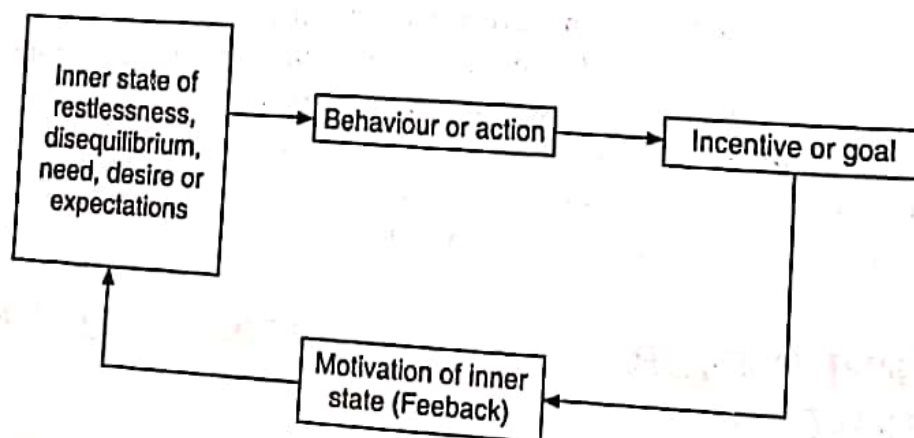 Inner state of
restlessness,
disequilibrium,
need, desire or
expectations
Behaviour or action
Incentive or goal
Motivation of inner
state (Feeback)